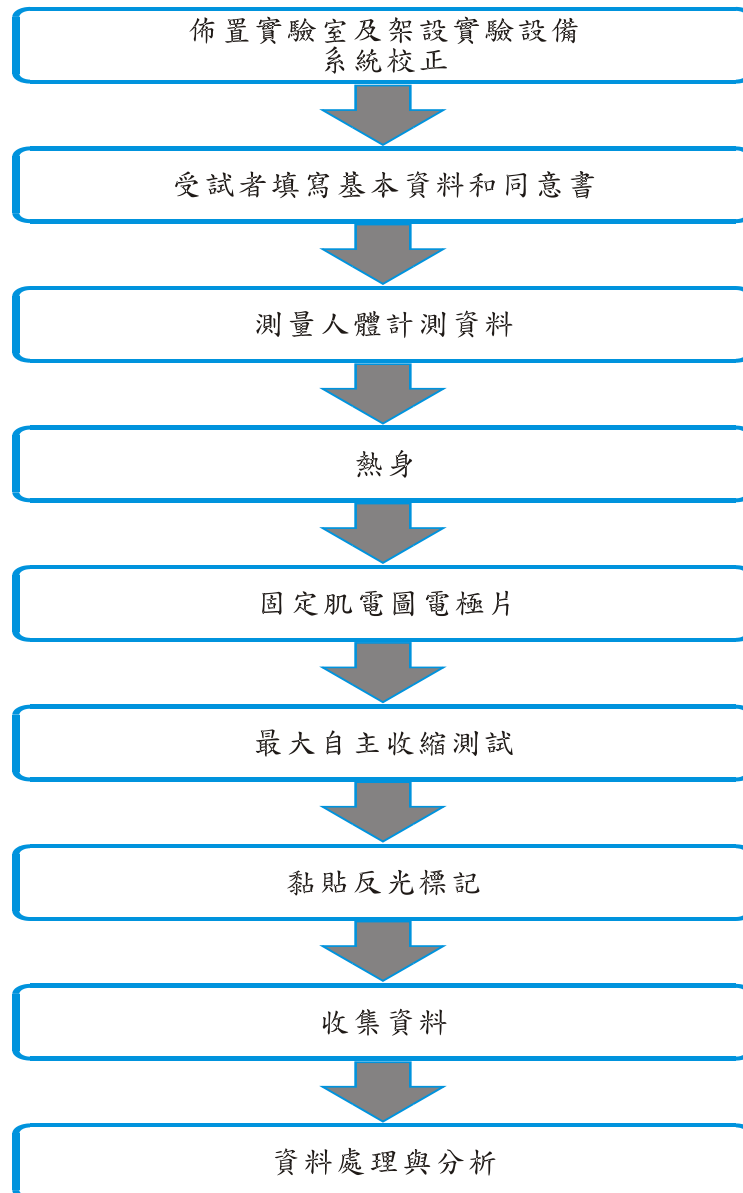 佈置實驗室及架設實驗設備
系統校正
受試者填寫基本資料和同意書
測量人體計測資料
熱身
固定肌電圖電極片
最大自主收縮測試
黏貼反光標記
收集資料
資料處理與分析